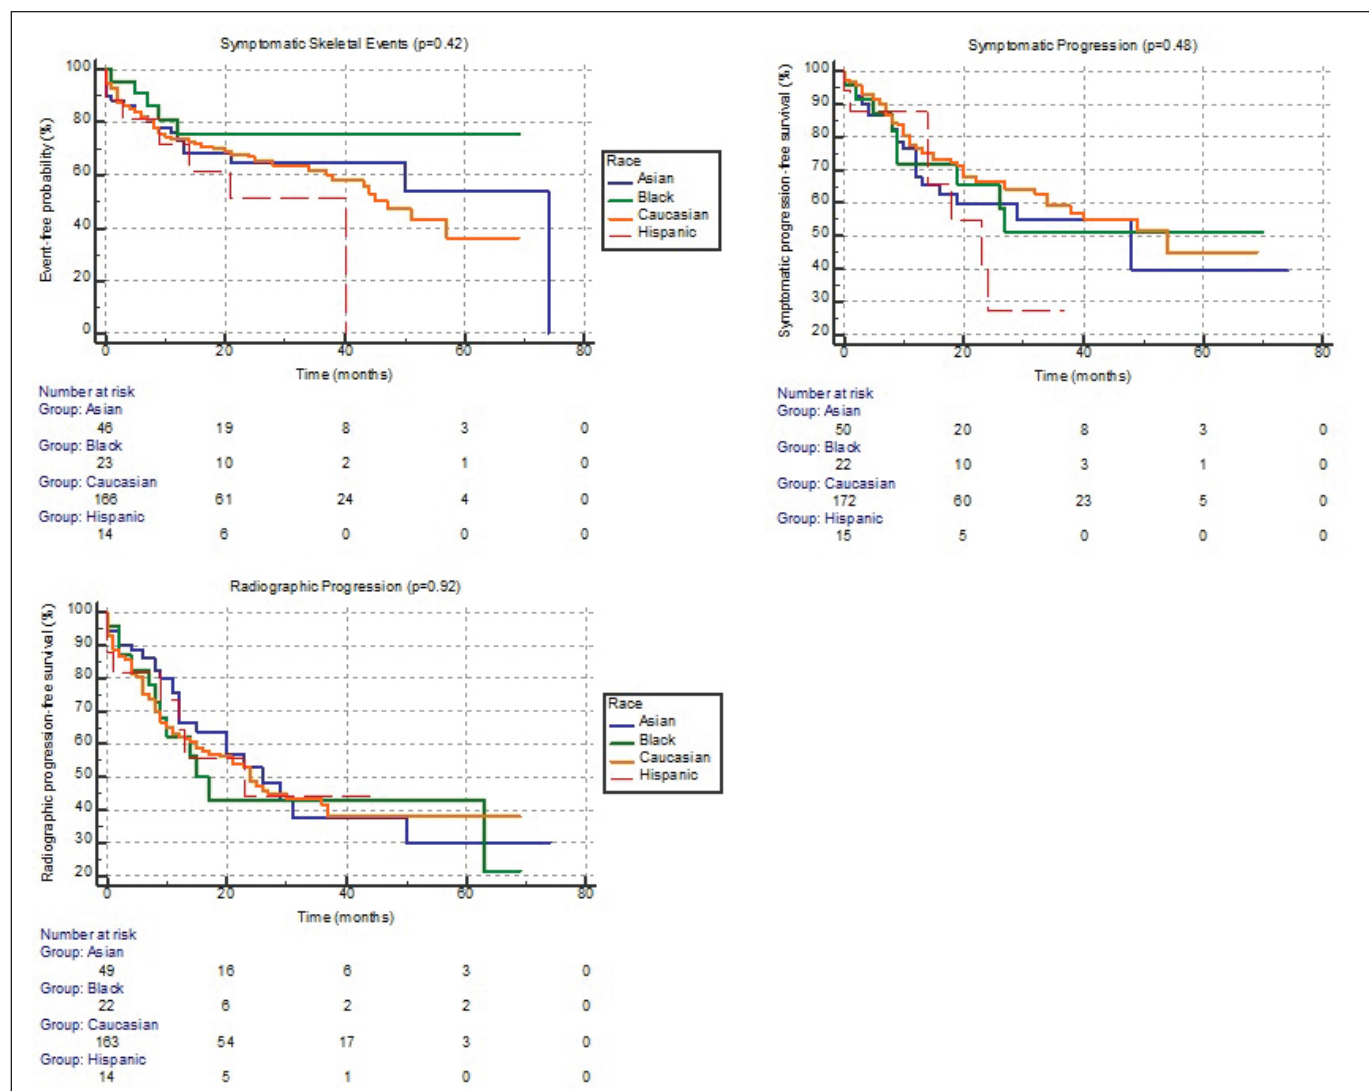 Symptomatic Skeletal Events (p=0.42)
Event-free probability (%)
100
80
60
40
20
0
0 20 40 60 80
Time (months)
Race
Asian
Black
Caucasian
Hispanic
Number at risk
Group: Asian
46 19 8 3 0
Group: Black
23 10 2 1 0
Group: Caucasian
166 61 24 4 0
Group: Hispanic
14 6 0 0 0
Symptomatic Progression (p=0.48)
Symptomatic progression-free survival (%)
100
90
80
70
60
50
40
30
20
0 20 40 60 80
Time (months)
Number at risk
Group: Asian
50 20 8 3 0
Group: Black
22 10 3 1 0
Group: Caucasian
172 60 23 5 0
Group: Hispanic
15 5 0 0 0
Radiographic Progression (p=0.92)
Radiographic progression-free survival (%)
100
90
80
70
60
50
40
30
20
0 20 40 60 80
Time (months)
Race
Asian
Black
Caucasian
Hispanic
Number at risk
Group: Asian
49 16 6 3 0
Group: Black
22 6 2 2 0
Group: Caucasian
163 54 17 3 0
Group: Hispanic
14 5 1 0 0